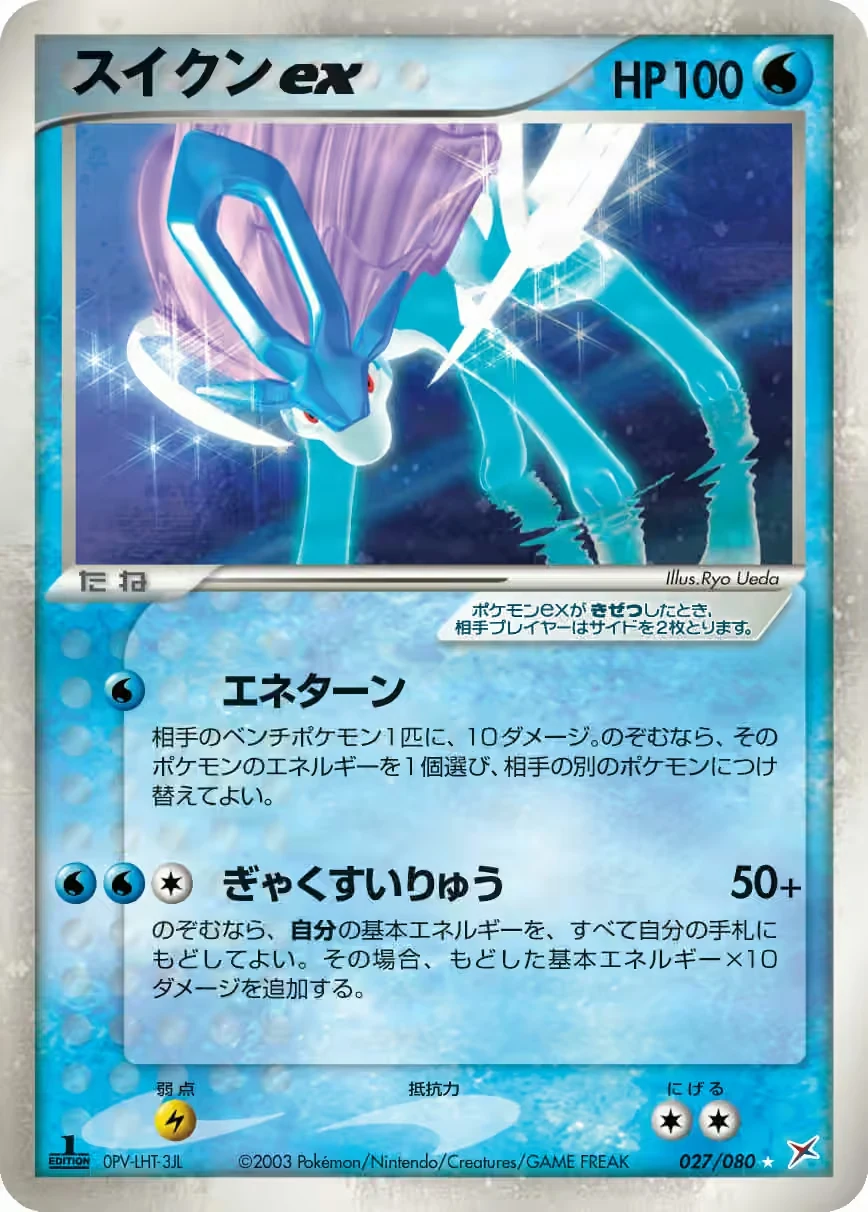 スイクンex HP100
たね
Illus.Ryo Ueda
ポケモンexが きぜつしたとき、
相手プレイヤーはサイドを2枚とります。
エネターン
相手のベンチポケモン1匹に、10ダメージ。のぞむなら、その
ポケモンのエネルギーを1個選び、相手の別のポケモンにつけ
替えてよい。
ぎゃくすいりゅう 50+
のぞむなら、自分の基本エネルギーを、すべて自分の手札に
もどしてよい。その場合、もどした基本エネルギー×10
ダメージを追加する。
弱点 抵抗力 にげる
1
EDITION 0PV-LHT-3JL ©2003 Pokémon/Nintendo/Creatures/GAME FREAK 027/080 ★